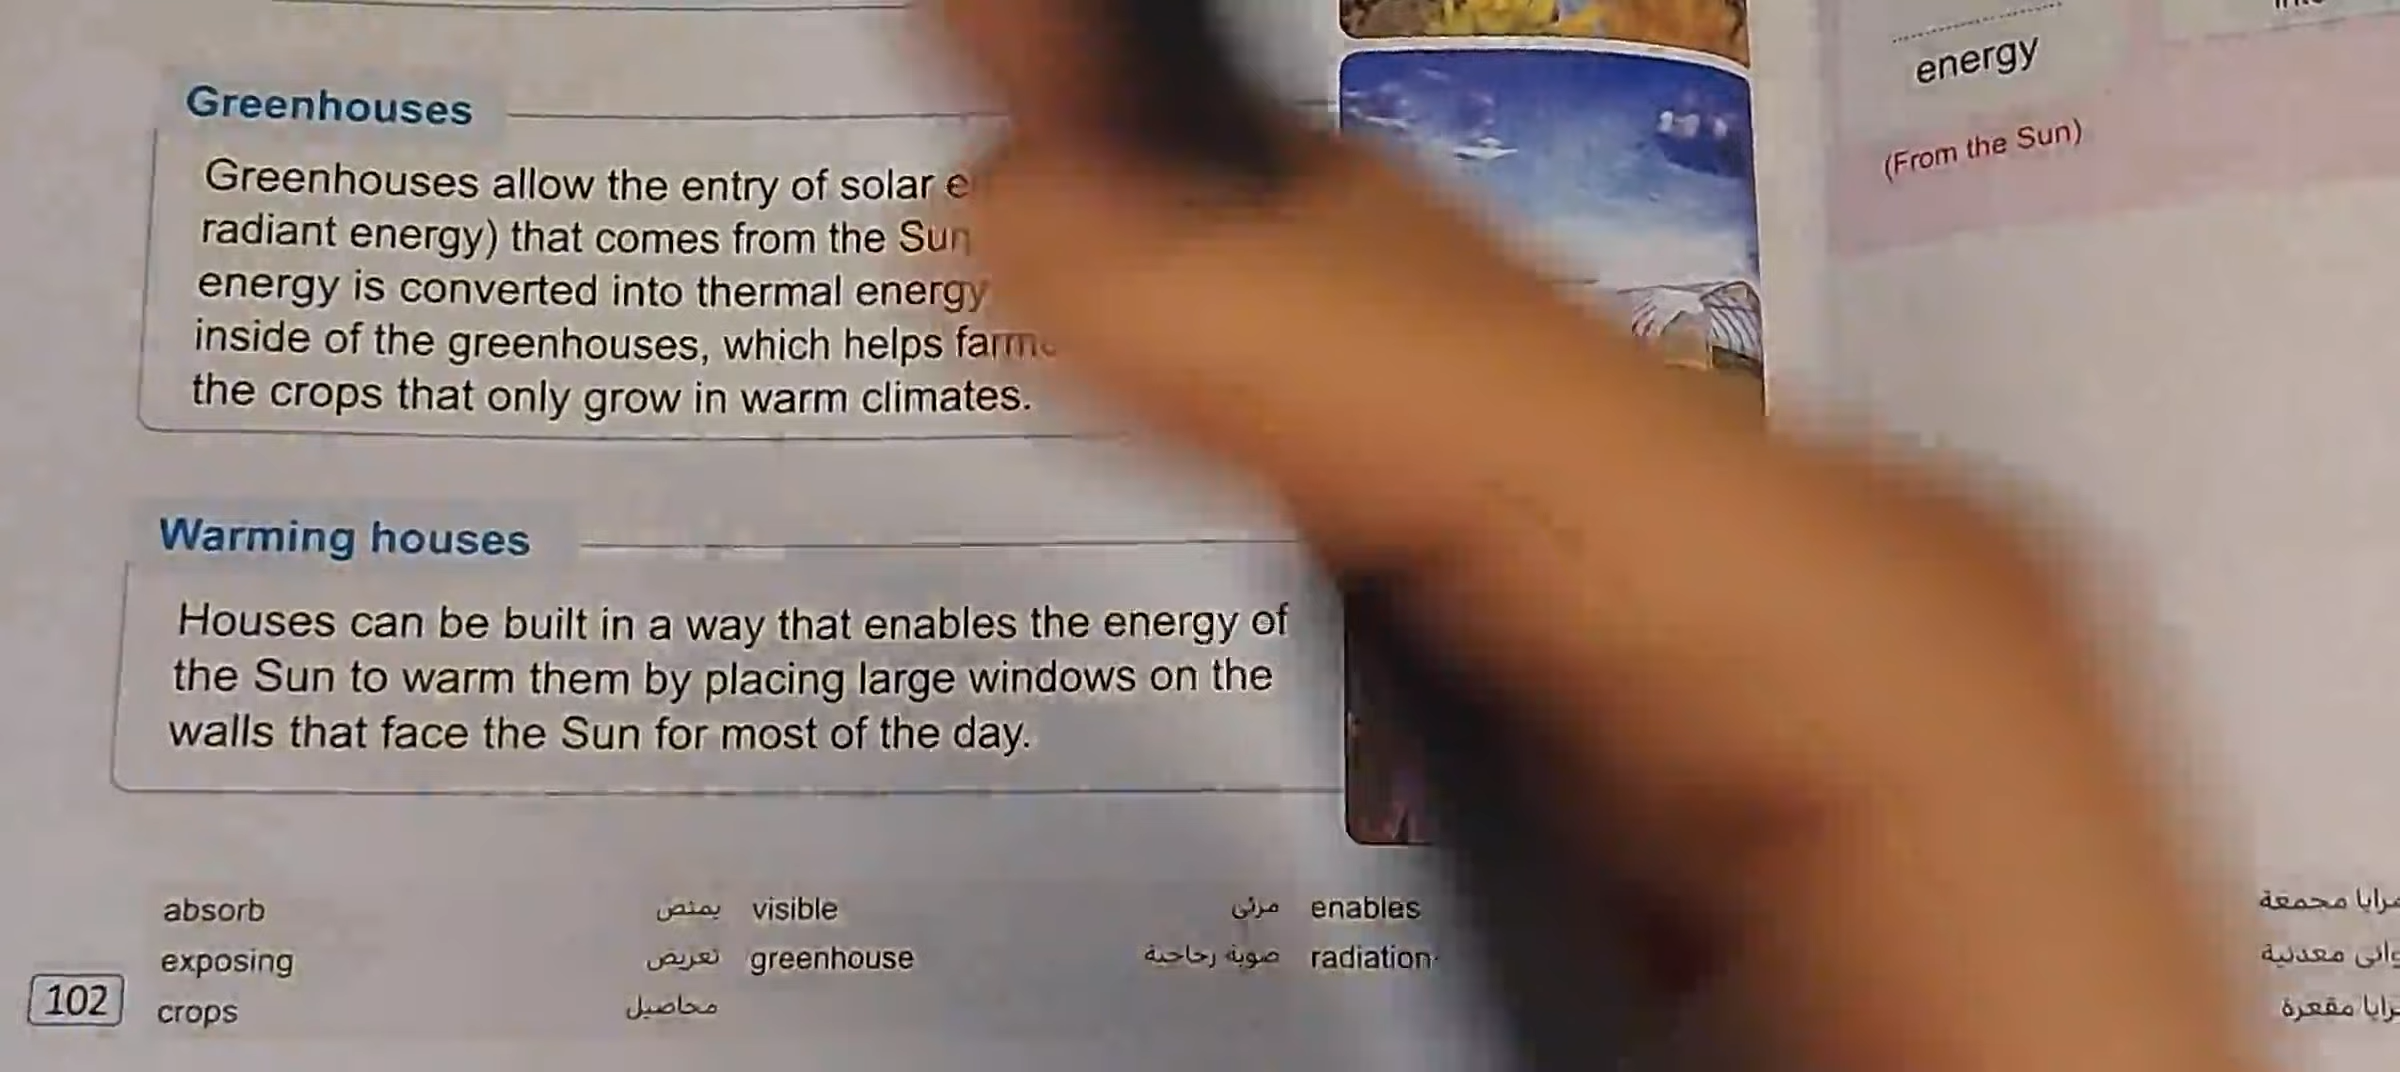 Greenhouses
Greenhouses allow the entry of solar
radiant energy) that comes from the Sun
energy is converted into thermal energy
inside of the greenhouses, which helps
the crops that only grow in warm climates.
Warming houses
Houses can be built in a way that enables the energy of
the Sun to warm them by placing large windows on the
walls that face the Sun for most of the day.
absorb يمتص visible مرئى enables
exposing تعريض greenhouse صوبة زجاجية radiation
crops محاصيل
102
energy
(From the Sun)
مرايا مجمعة
معدنية
مقعرة